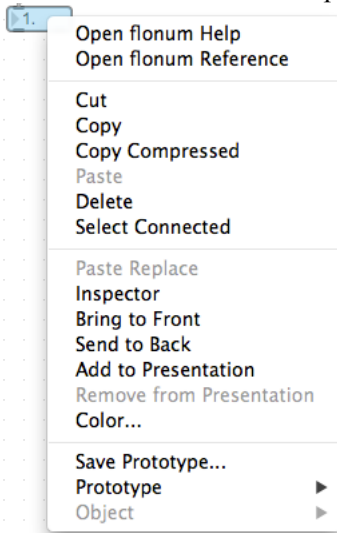 1.
Open flonum Help
Open flonum Reference
Cut
Copy
Copy Compressed
Paste
Delete
Select Connected
Paste Replace
Inspector
Bring to Front
Send to Back
Add to Presentation
Remove from Presentation
Color...
Save Prototype...
Prototype
Object